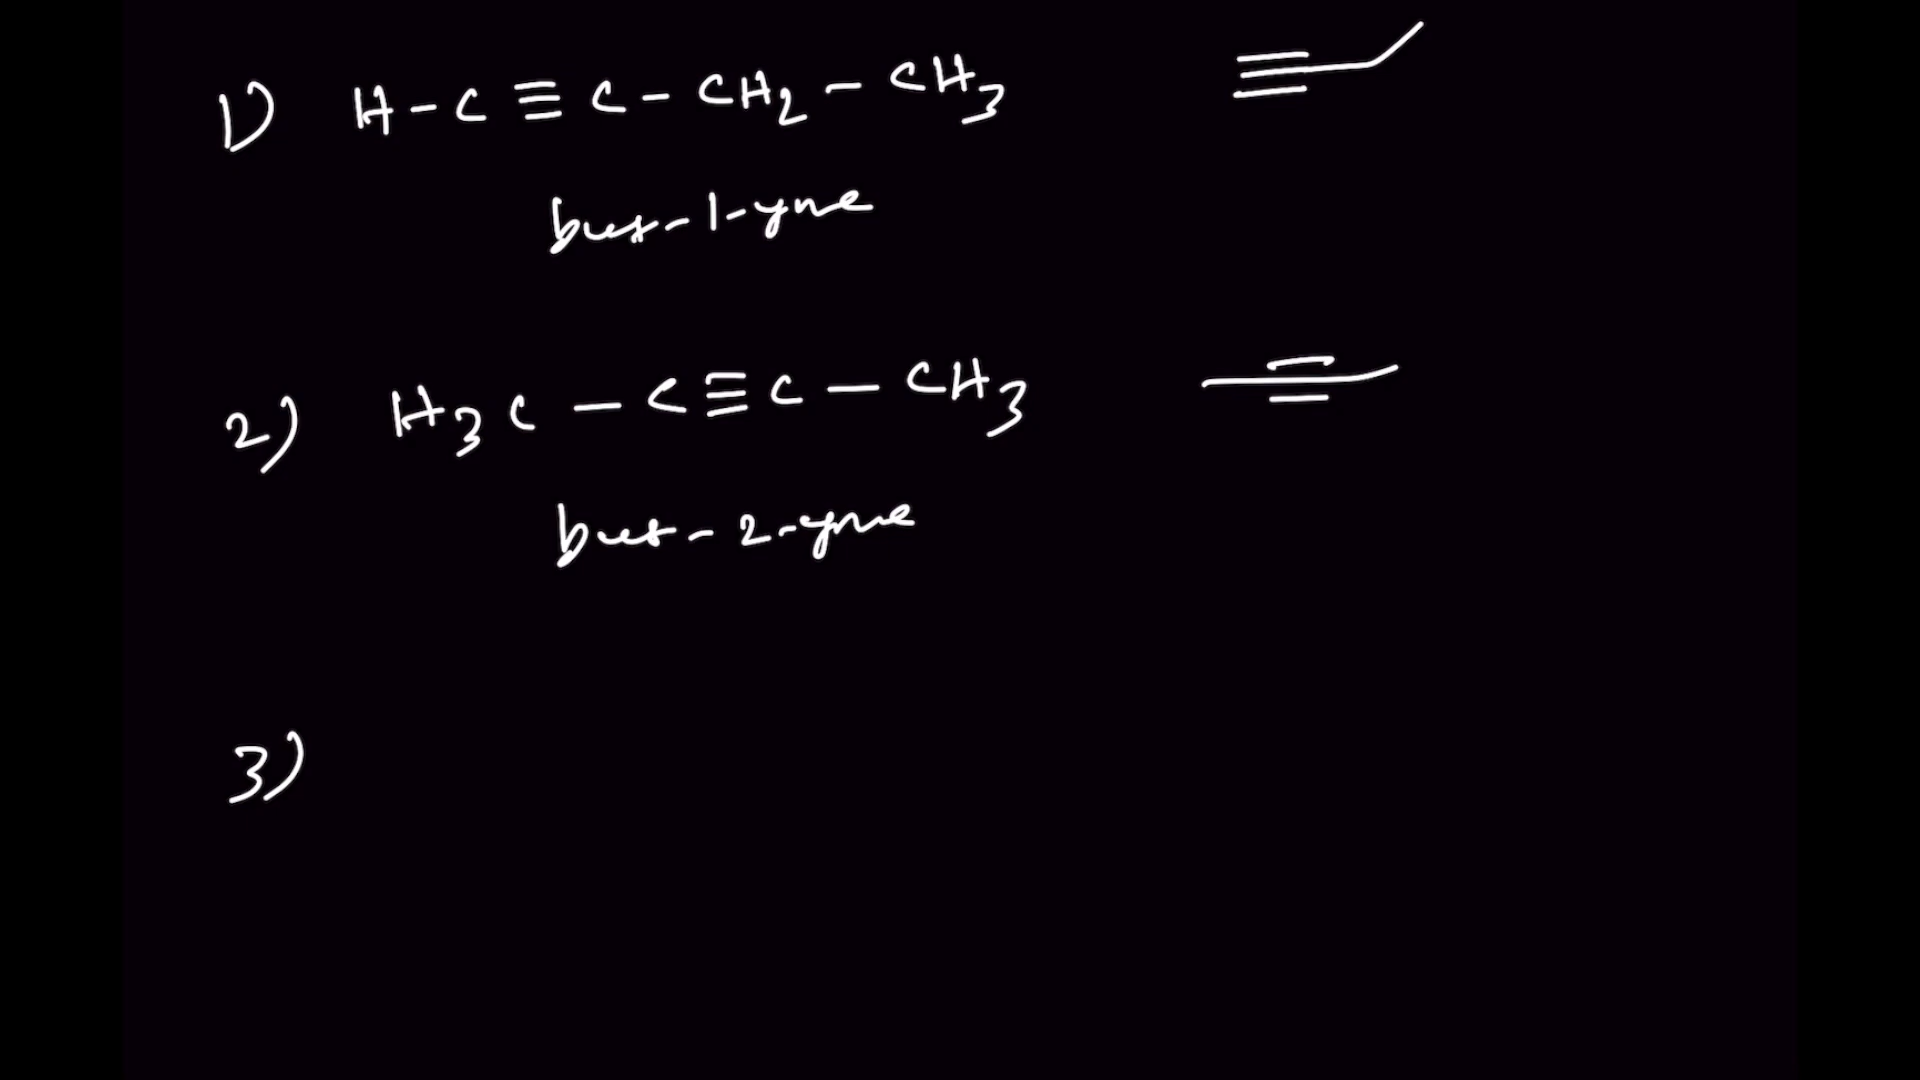 1) H-C≡C-CH₂-CH₃
but-1-yne
2) H₃C-C≡C-CH₃
but-2-yne
3)